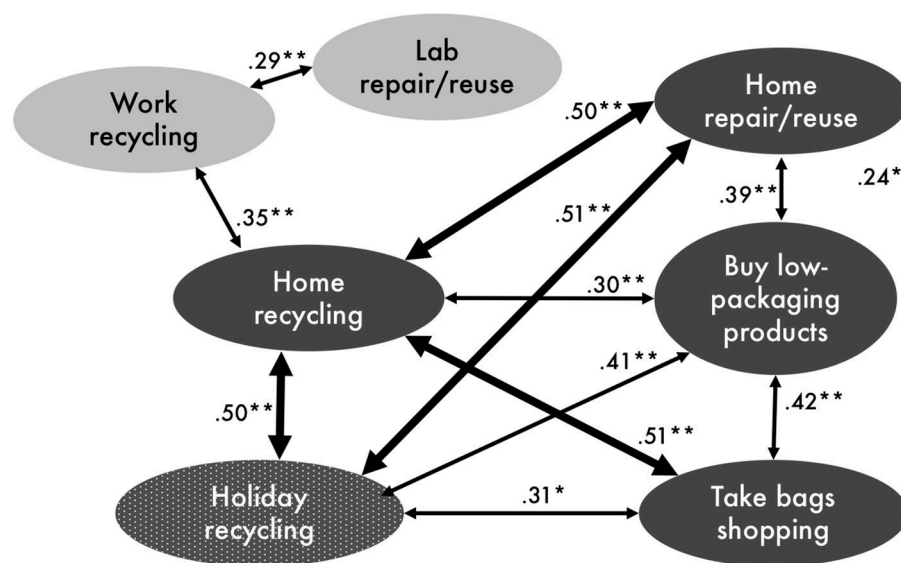 .29**
Lab
repair/reuse
Work
recycling
Home
repair/reuse
.50**
.24*
.39**
.51**
.35**
Home
recycling
.30**
Buy low-
packaging
products
.41**
.50**
.42**
.51**
Holiday
recycling
.31*
Take bags
shopping